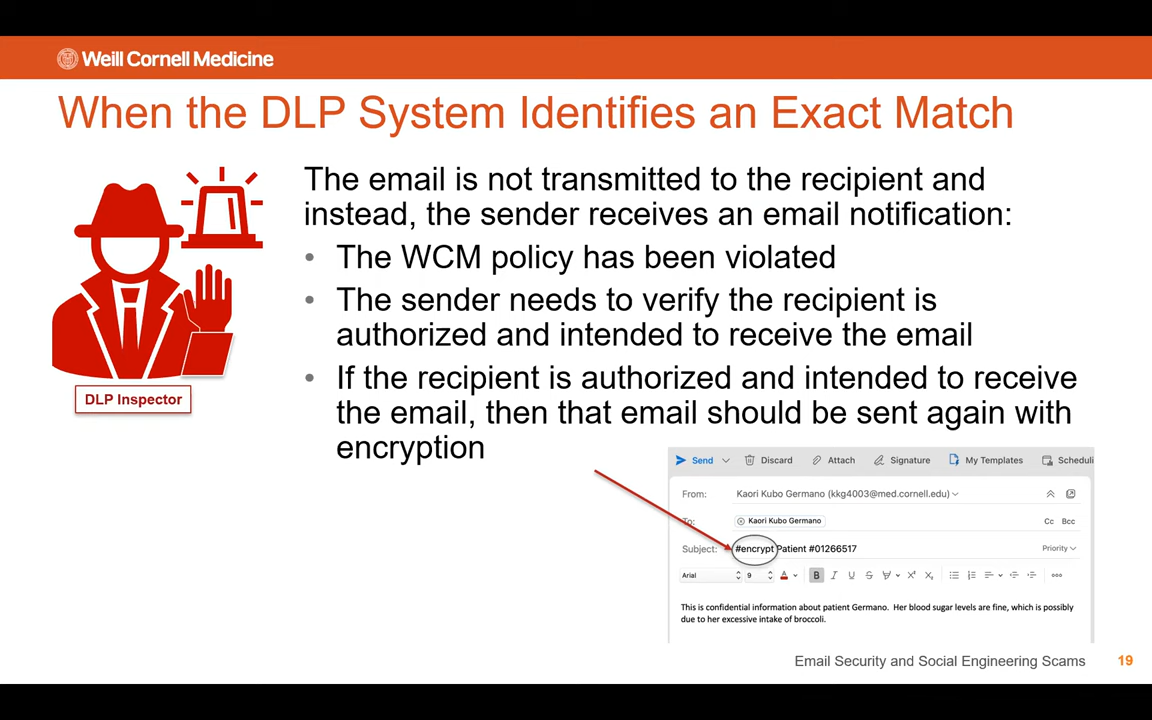 Weill Cornell Medicine
When the DLP System Identifies an Exact Match
The email is not transmitted to the recipient and
instead, the sender receives an email notification:
• The WCM policy has been violated
• The sender needs to verify the recipient is
authorized and intended to receive the email
• If the recipient is authorized and intended to receive
the email, then that email should be sent again with
encryption
DLP Inspector
Send Discard Attach Signature My Templates Scheduli
From: Kaori Kubo Germano (kkg4003@med.cornell.edu)
To: Kaori Kubo Germano Cc Bcc
Subject: #encrypt Patient #01266517 Priority
Arial 9 A B I U S X² X₂
This is confidential information about patient Germano. Her blood sugar levels are fine, which is possibly
due to her excessive intake of broccoli.
Email Security and Social Engineering Scams 19